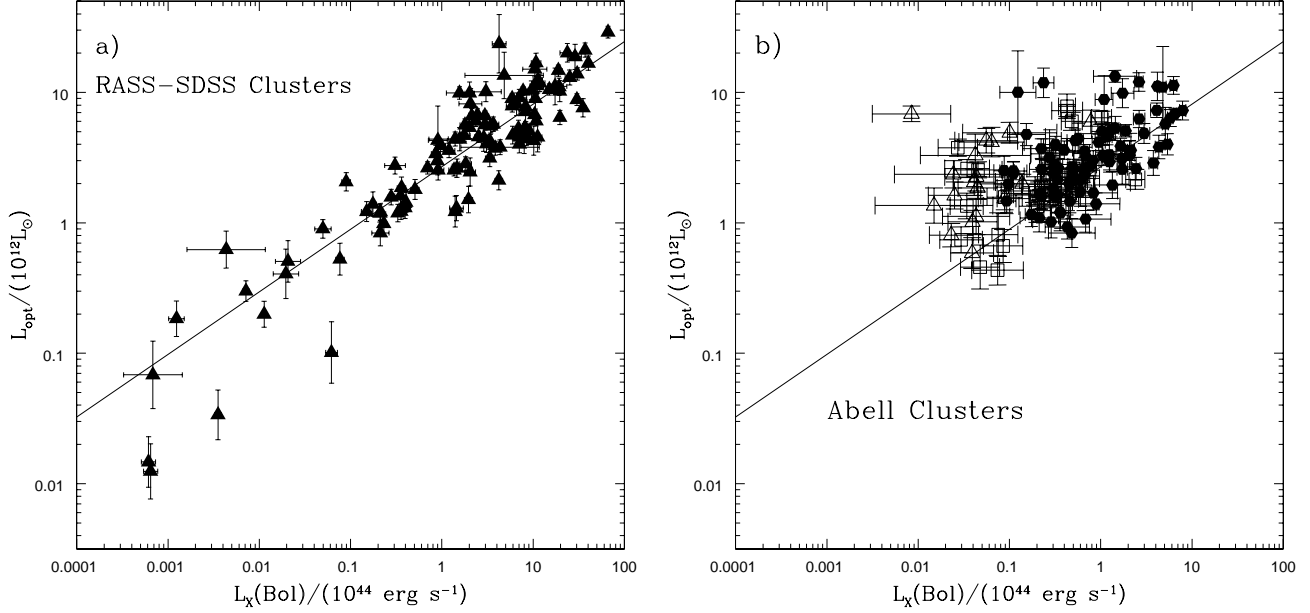 a)
RASS-SDSS Clusters
10
1
0.1
0.01
L_opt/(10^12 L_⊙)
0.0001 0.001 0.01 0.1 1 10 100
L_X(Bol)/(10^44 erg s^-1)
b)
Abell Clusters
10
1
0.1
0.01
L_opt/(10^12 L_⊙)
0.0001 0.001 0.01 0.1 1 10 100
L_X(Bol)/(10^44 erg s^-1)